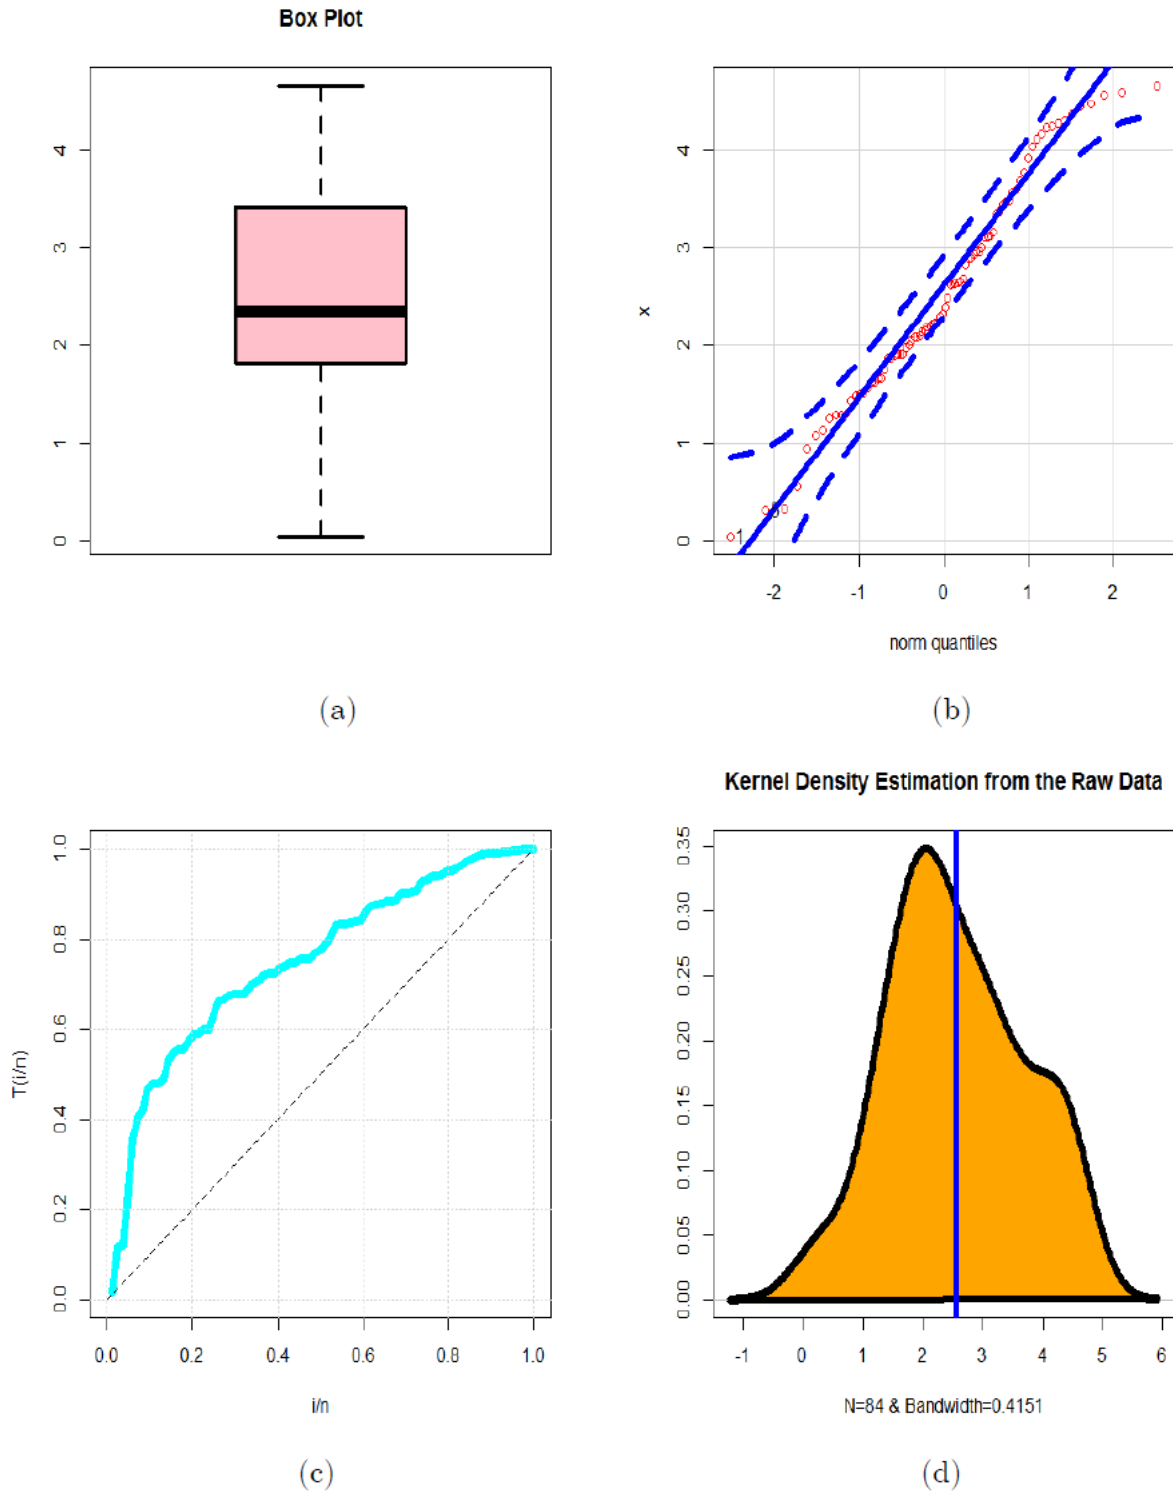 Box Plot
4
3
2
1
0
(a)
4
3
2
1
0
x
1
-2 -1 0 1 2
norm quantiles
(b)
1.0
0.8
0.6
0.4
0.2
0.0
T(i/n)
0.0 0.2 0.4 0.6 0.8 1.0
i/n
(c)
Kernel Density Estimation from the Raw Data
0.35
0.30
0.25
0.20
0.15
0.10
0.05
0.00
-1 0 1 2 3 4 5 6
N=84 & Bandwidth=0.4151
(d)